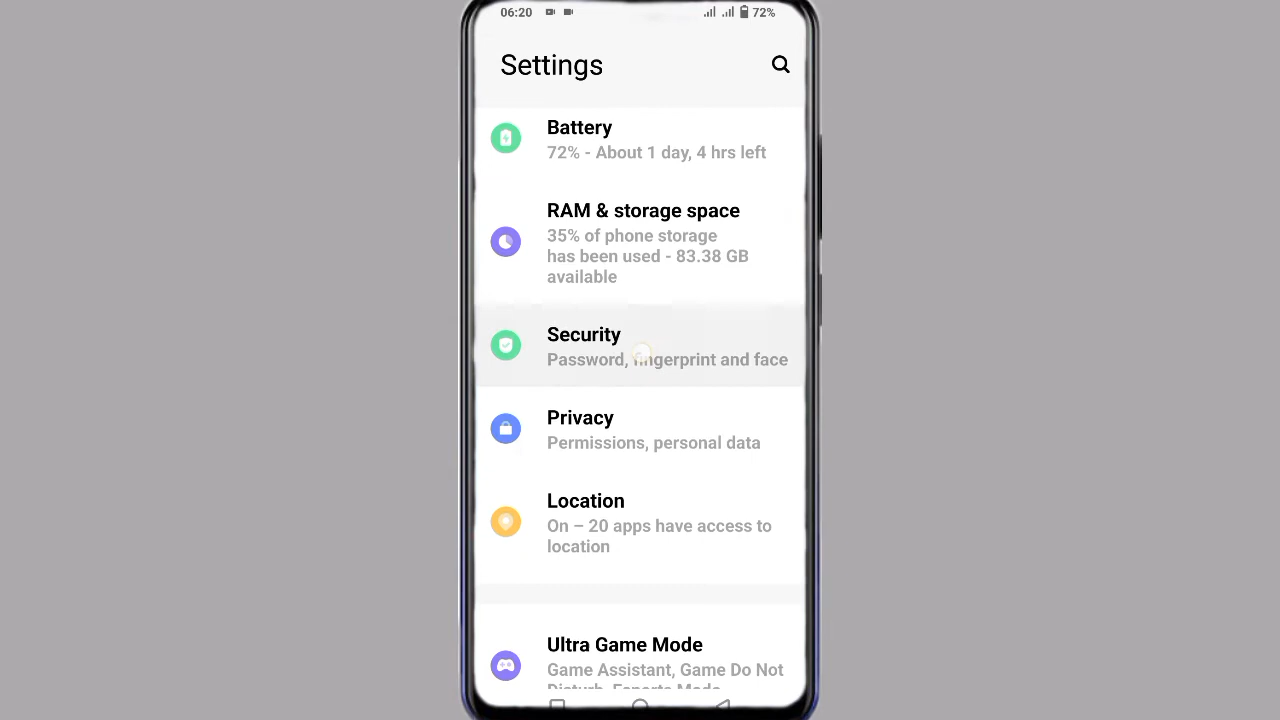 06:20
72%
Settings
Battery
72% - About 1 day, 4 hrs left
RAM & storage space
35% of phone storage
has been used - 83.38 GB
available
Security
Password, fingerprint and face
Privacy
Permissions, personal data
Location
On – 20 apps have access to
location
Ultra Game Mode
Game Assistant, Game Do Not
Disturb, Esports Mode